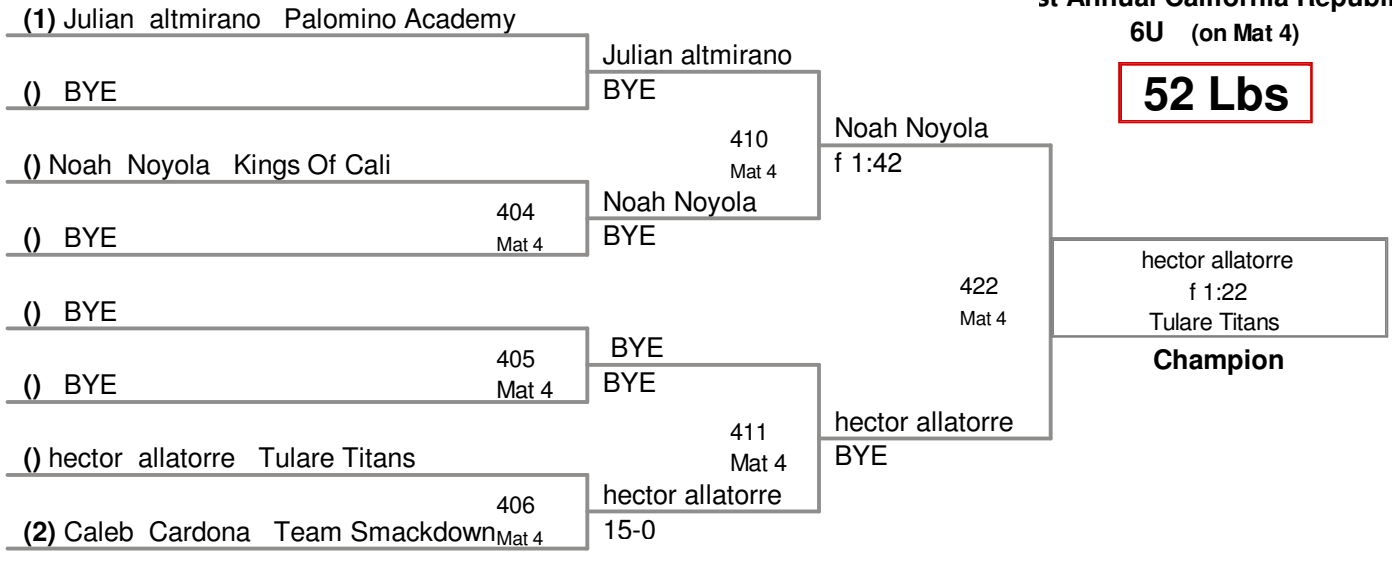 (1) Julian altmirano Palomino Academy
st Annual California Republi
6U (on Mat 4)
52 Lbs
Julian altmirano
BYE
() BYE
Noah Noyola
f 1:42
410
Mat 4
() Noah Noyola Kings Of Cali
404
Mat 4
Noah Noyola
BYE
() BYE
hector allatorre
f 1:22
Tulare Titans
Champion
422
Mat 4
() BYE
405
Mat 4
BYE
BYE
() BYE
hector allatorre
BYE
411
Mat 4
() hector allatorre Tulare Titans
406
Mat 4
hector allatorre
15-0
(2) Caleb Cardona Team Smackdown